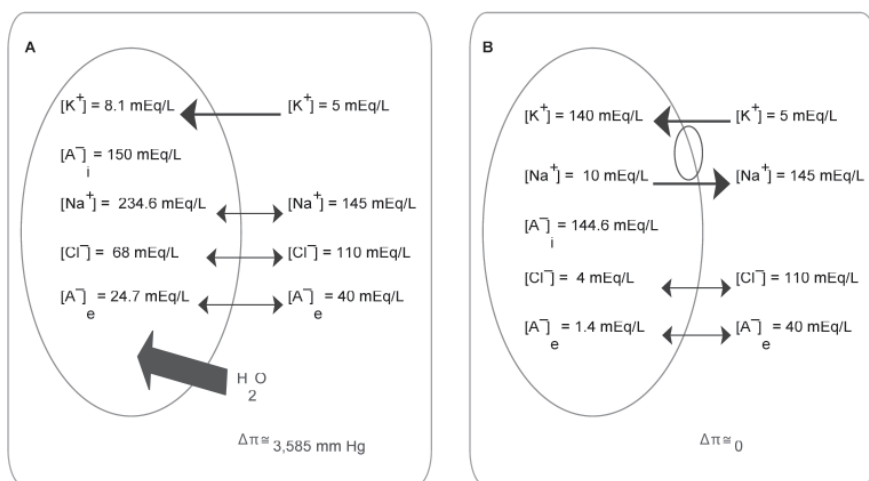 A
[K⁺] = 8.1 mEq/L [K⁺] = 5 mEq/L
[A⁻]i = 150 mEq/L
[Na⁺] = 234.6 mEq/L [Na⁺] = 145 mEq/L
[Cl⁻] = 68 mEq/L [Cl⁻] = 110 mEq/L
[A⁻]e = 24.7 mEq/L [A⁻]e = 40 mEq/L
H₂O
Δπ≅ 3,585 mm Hg
B
[K⁺] = 140 mEq/L [K⁺] = 5 mEq/L
[Na⁺] = 10 mEq/L [Na⁺] = 145 mEq/L
[A⁻]i = 144.6 mEq/L
[Cl⁻] = 4 mEq/L [Cl⁻] = 110 mEq/L
[A⁻]e = 1.4 mEq/L [A⁻]e = 40 mEq/L
Δπ≅ 0